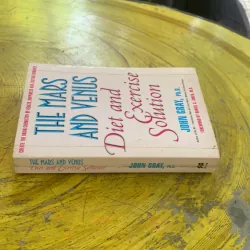 THE MARS
AND VENUS
Diet and
Exercise
Solution
JOHN GRAY, Ph.D.
THE MARS AND VENUS
Diet and Exercise Solution
JOHN GRAY, Ph.D.